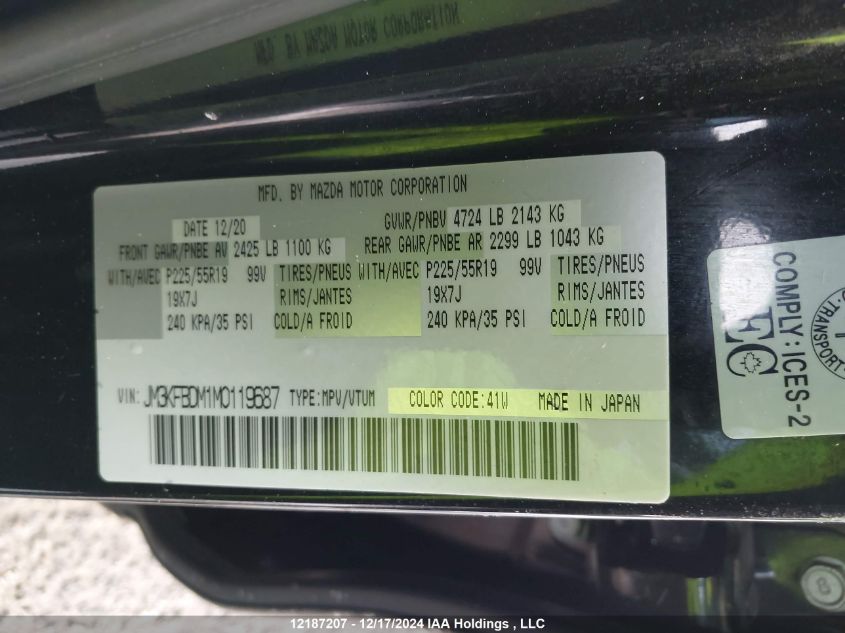 MFD. BY MAZDA MOTOR CORPORATION
DATE 12/20 GVWR/PNBV 4724 LB 2143 KG
FRONT GAWR/PNBE AV 2425 LB 1100 KG REAR GAWR/PNBE AR 2299 LB 1043 KG
WITH/AVEC P225/55R19 99V TIRES/PNEUS WITH/AVEC P225/55R19 99V TIRES/PNEUS
19X7J RIMS/JANTES 19X7J RIMS/JANTES
240 KPA/35 PSI COLD/A FROID 240 KPA/35 PSI COLD/A FROID
VIN: JM3KFBDM1M0119687 TYPE:MPV/VTUM COLOR CODE:41W MADE IN JAPAN
COMPLY:ICES-2
TRANSPORT
8
12187207 - 12/17/2024 IAA Holdings , LLC